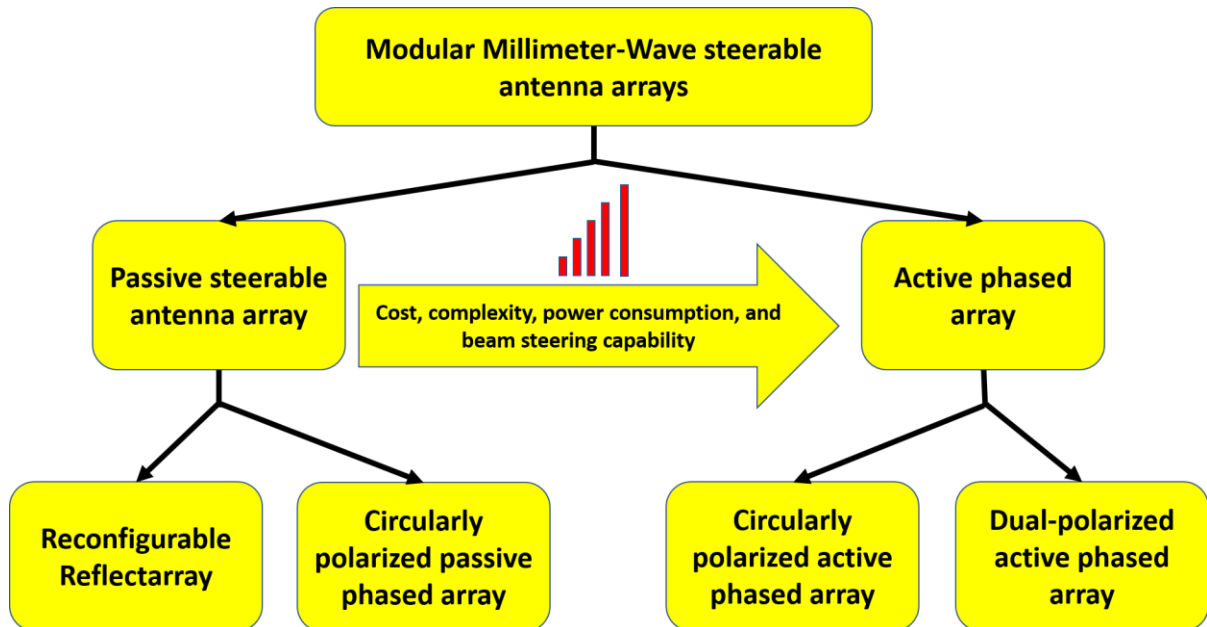 Modular Millimeter-Wave steerable
antenna arrays
Passive steerable
antenna array
Cost, complexity, power consumption, and
beam steering capability
Active phased
array
Reconfigurable
Reflectarray
Circularly
polarized passive
phased array
Circularly
polarized active
phased array
Dual-polarized
active phased
array